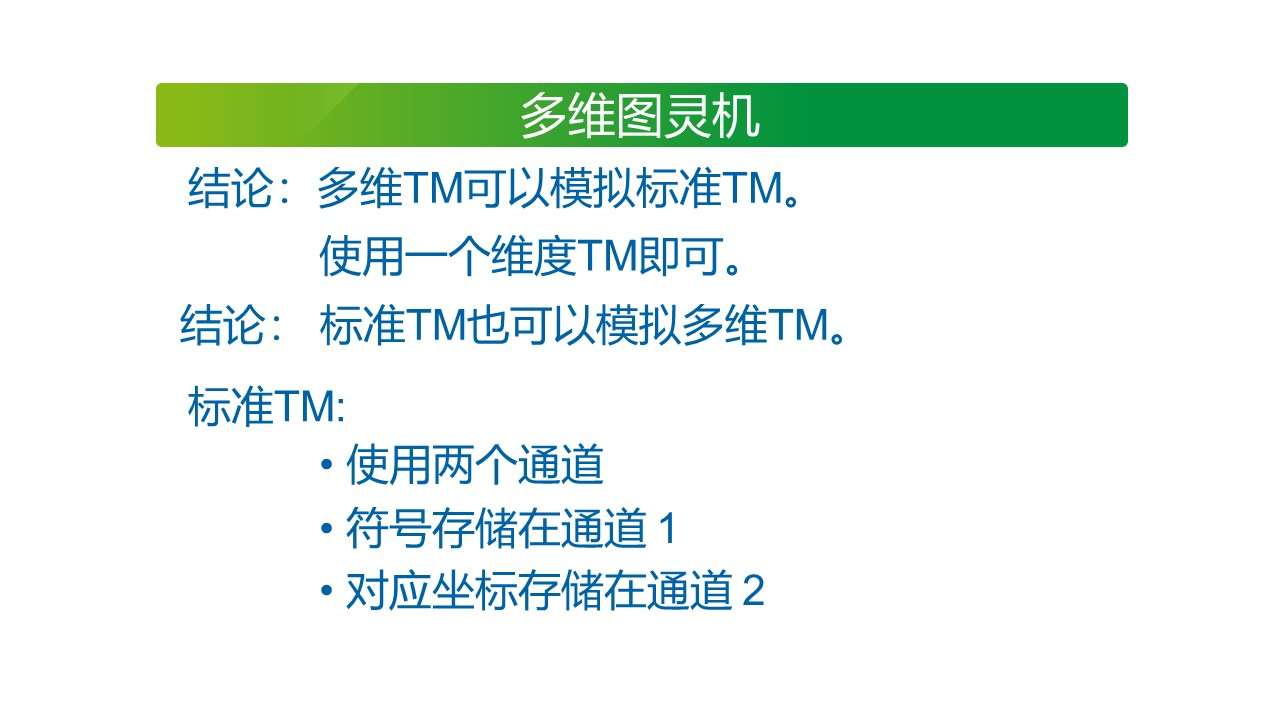 多维图灵机
结论：多维TM可以模拟标准TM。
使用一个维度TM即可。
结论： 标准TM也可以模拟多维TM。
标准TM:
• 使用两个通道
• 符号存储在通道 1
• 对应坐标存储在通道 2